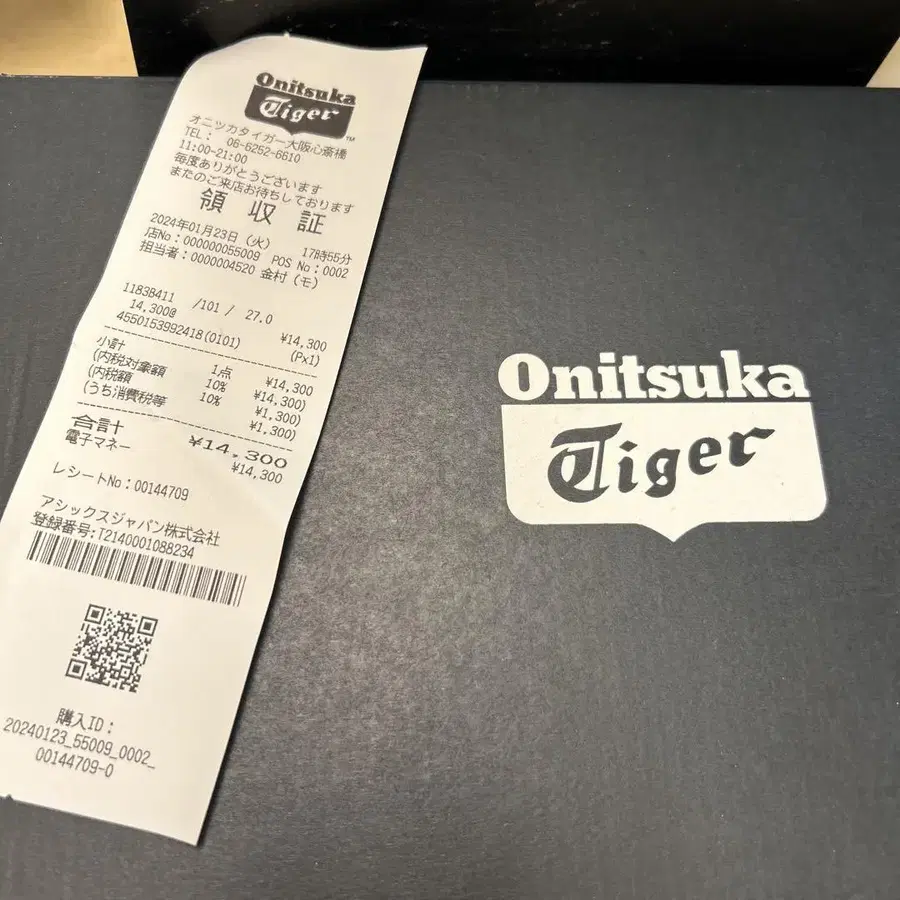 Onitsuka
Tiger
™
オニツカタイガー大阪心斎橋
TEL: 06-6252-6610
11:00-21:00
毎度ありがとうございます
またのご来店お待ちしております
領 収 証
2024年01月23日（火） 17時55分
店No：000000055009 POS No：0002
担当者：0000004520 金村（モ）
1183B411 /101 / 27.0
14,300@ ¥14,300
4550153992418(0101) (Px1)
小計 1点 ¥14,300
(内税対象額 10% ¥14,300)
(内税額 10% ¥1,300)
(うち消費税等 ¥1,300)
合計 ¥14,300
電子マネー ¥14,300
レシートNo：00144709
アシックスジャパン株式会社
登録番号:T2140001088234
購入ID：
20240123_55009_0002_
00144709-0
Onitsuka
Tiger